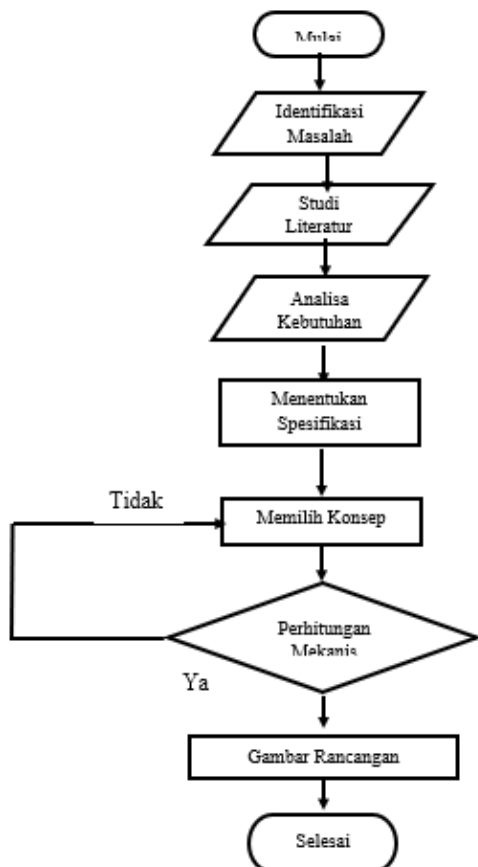 Mulai
Identifikasi
Masalah
Studi
Literatur
Analisa
Kebutuhan
Menentukan
Spesifikasi
Tidak
Memilih Konsep
Perhitungan
Mekanis
Ya
Gambar Rancangan
Selesai